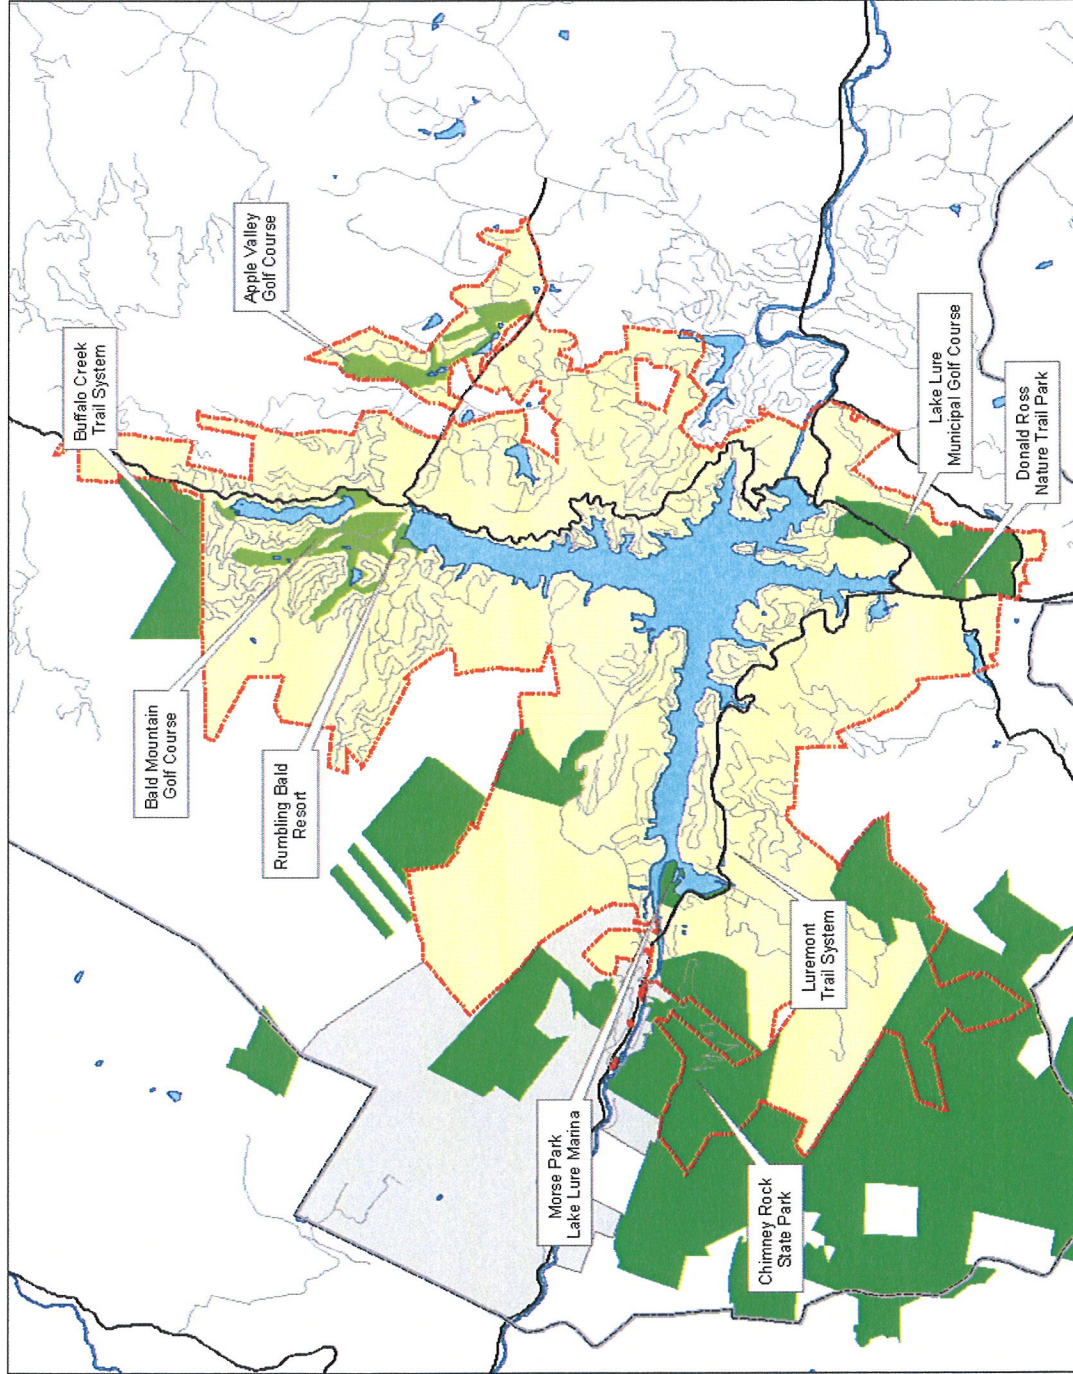 Buffalo Creek
Trail System
Apple Valley
Golf Course
Bald Mountain
Golf Course
Rumbling Bald
Resort
Lake Lure
Municipal Golf Course
Donald Ross
Nature Trail Park
Luremont
Trail System
Morse Park
Lake Lure Marina
Chimney Rock
State Park